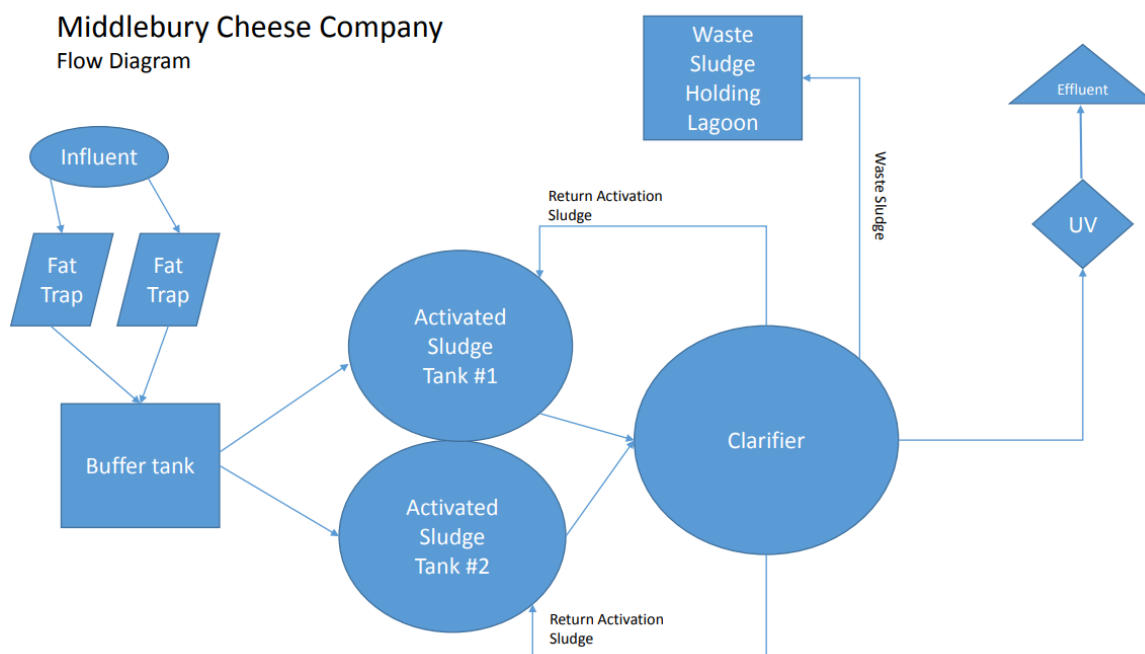 Middlebury Cheese Company
Flow Diagram
Waste
Sludge
Holding
Lagoon
Effluent
Influent
Waste Sludge
Return Activation
Sludge
UV
Fat
Trap
Fat
Trap
Activated
Sludge
Tank #1
Clarifier
Buffer tank
Activated
Sludge
Tank #2
Return Activation
Sludge